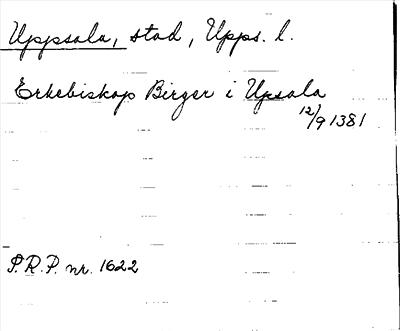 Uppsala, stad, Upps. l.
Erkebiskop Birger i Upsala
12/9 1381
S.R.P. nr. 1622